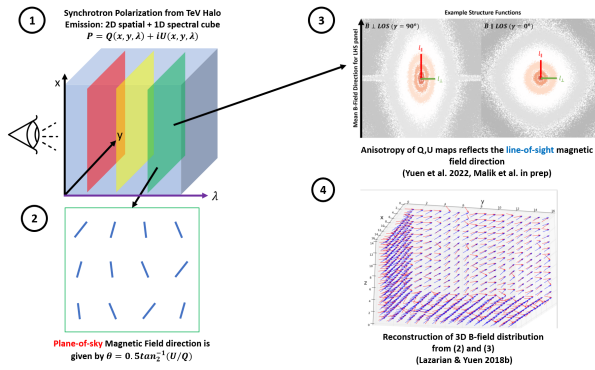 1
Synchrotron Polarization from TeV Halo
Emission: 2D spatial + 1D spectral cube
P = Q(x, y, λ) + iU(x, y, λ)
x
y
λ
2
Plane-of-sky Magnetic Field direction is
given by θ = 0.5tan₂⁻¹(U/Q)
3
Example Structure Functions
Mean B-Field Direction for LHS panel
B ⊥ LOS (γ = 90°)
B ∥ LOS (γ = 0°)
Anisotropy of Q,U maps reflects the line-of-sight magnetic
field direction
(Yuen et al. 2022, Malik et al. in prep)
4
x
y
Reconstruction of 3D B-field distribution
from (2) and (3)
(Lazarian & Yuen 2018b)